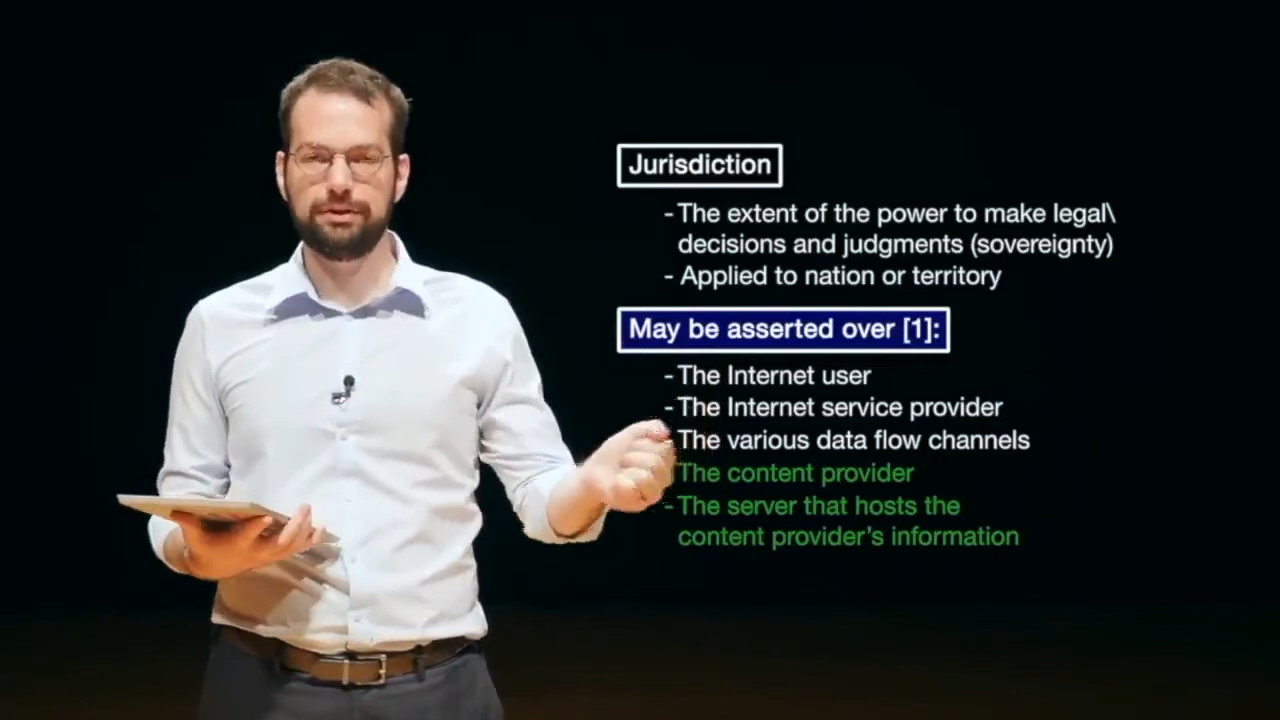 Jurisdiction
- The extent of the power to make legal\
decisions and judgments (sovereignty)
- Applied to nation or territory
May be asserted over [1]:
- The Internet user
- The Internet service provider
The various data flow channels
The content provider
- The server that hosts the
content provider's information